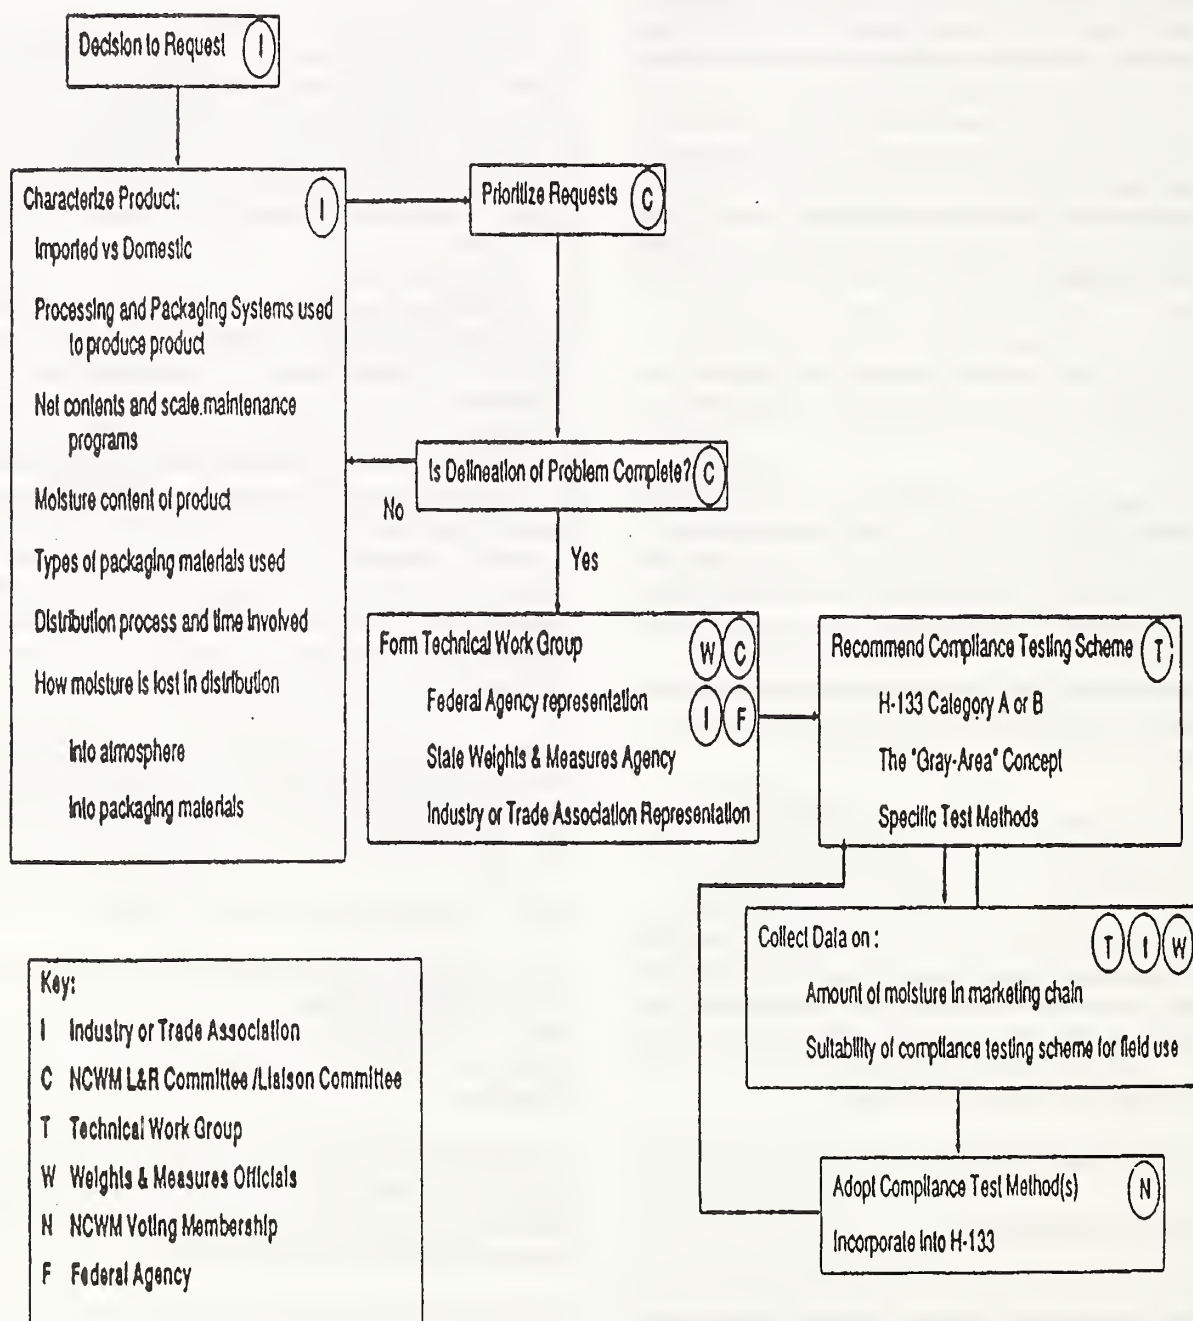 Decision to Request I
Characterize Product: I
Imported vs Domestic
Processing and Packaging Systems used
to produce product
Net contents and scale maintenance
programs
Moisture content of product
Types of packaging materials used
Distribution process and time involved
How moisture is lost in distribution
Into atmosphere
Into packaging materials
Prioritize Requests C
Is Delineation of Problem Complete? C
No
Yes
Form Technical Work Group W C
Federal Agency representation I F
State Weights & Measures Agency
Industry or Trade Association Representation
Recommend Compliance Testing Scheme T
H-133 Category A or B
The "Gray-Area" Concept
Specific Test Methods
Collect Data on : T I W
Amount of moisture in marketing chain
Suitability of compliance testing scheme for field use
Adopt Compliance Test Method(s) N
Incorporate into H-133
Key:
I Industry or Trade Association
C NCWM L&R Committee /Liaison Committee
T Technical Work Group
W Weights & Measures Officials
N NCWM Voting Membership
F Federal Agency